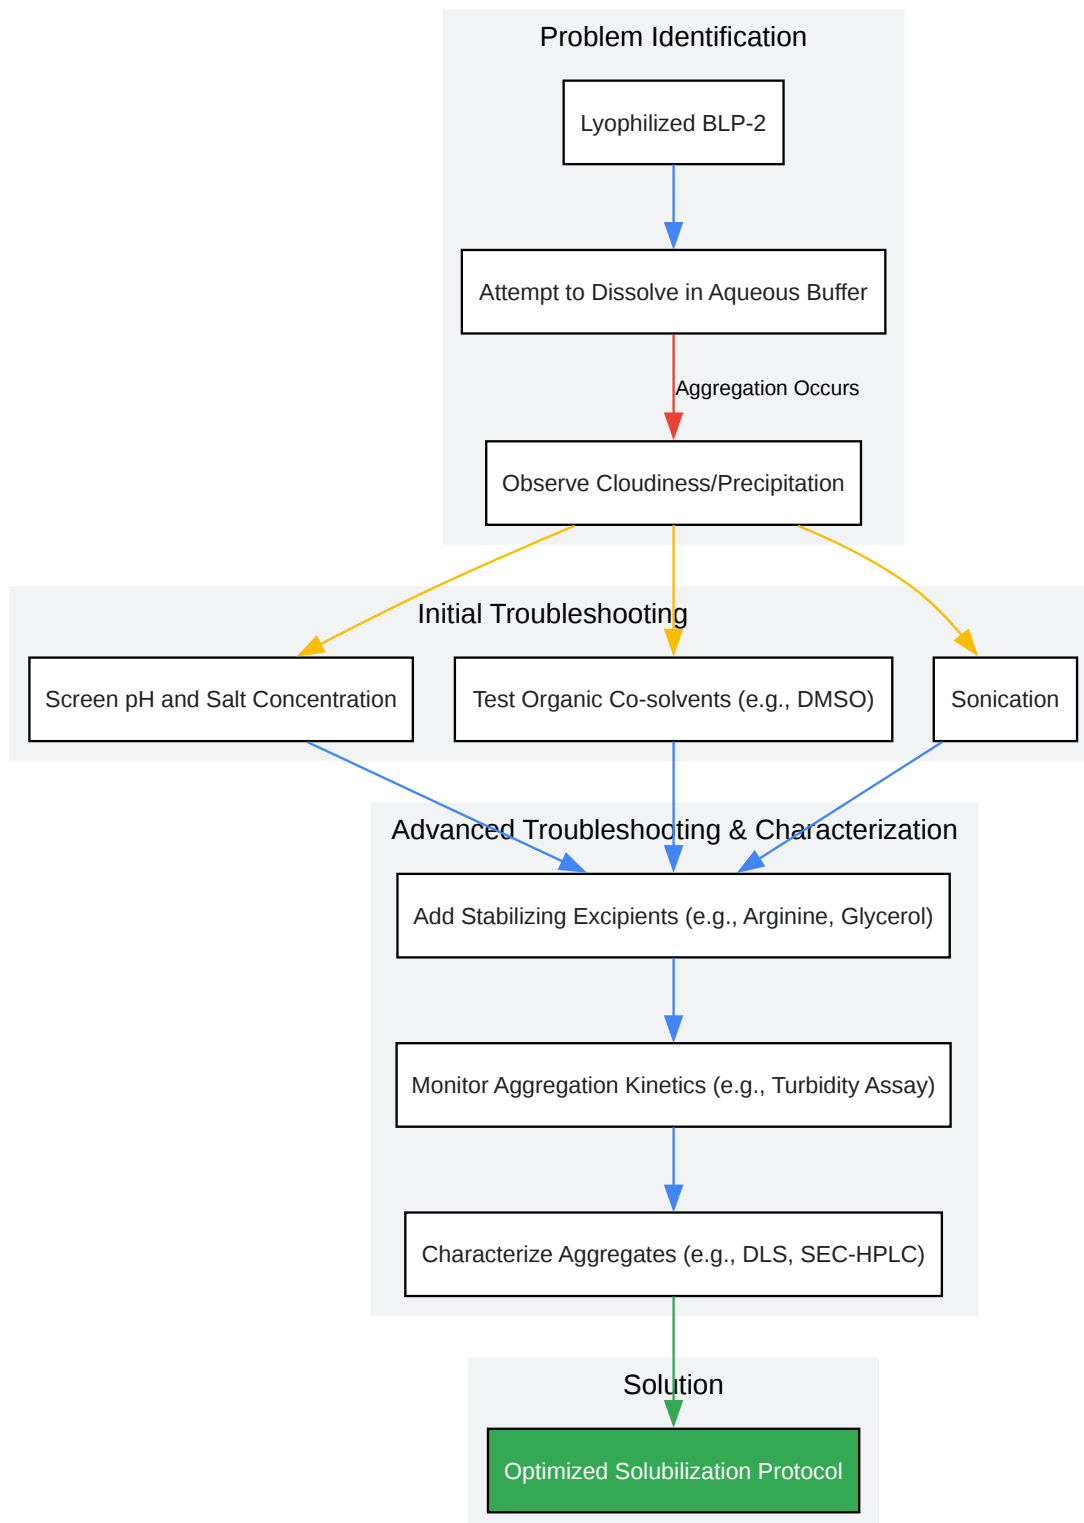 Problem Identification
Lyophilized BLP-2
Attempt to Dissolve in Aqueous Buffer
Aggregation Occurs
Observe Cloudiness/Precipitation
Initial Troubleshooting
Screen pH and Salt Concentration
Test Organic Co-solvents (e.g., DMSO)
Sonication
Advanced Troubleshooting & Characterization
Add Stabilizing Excipients (e.g., Arginine, Glycerol)
Monitor Aggregation Kinetics (e.g., Turbidity Assay)
Characterize Aggregates (e.g., DLS, SEC-HPLC)
Solution
Optimized Solubilization Protocol